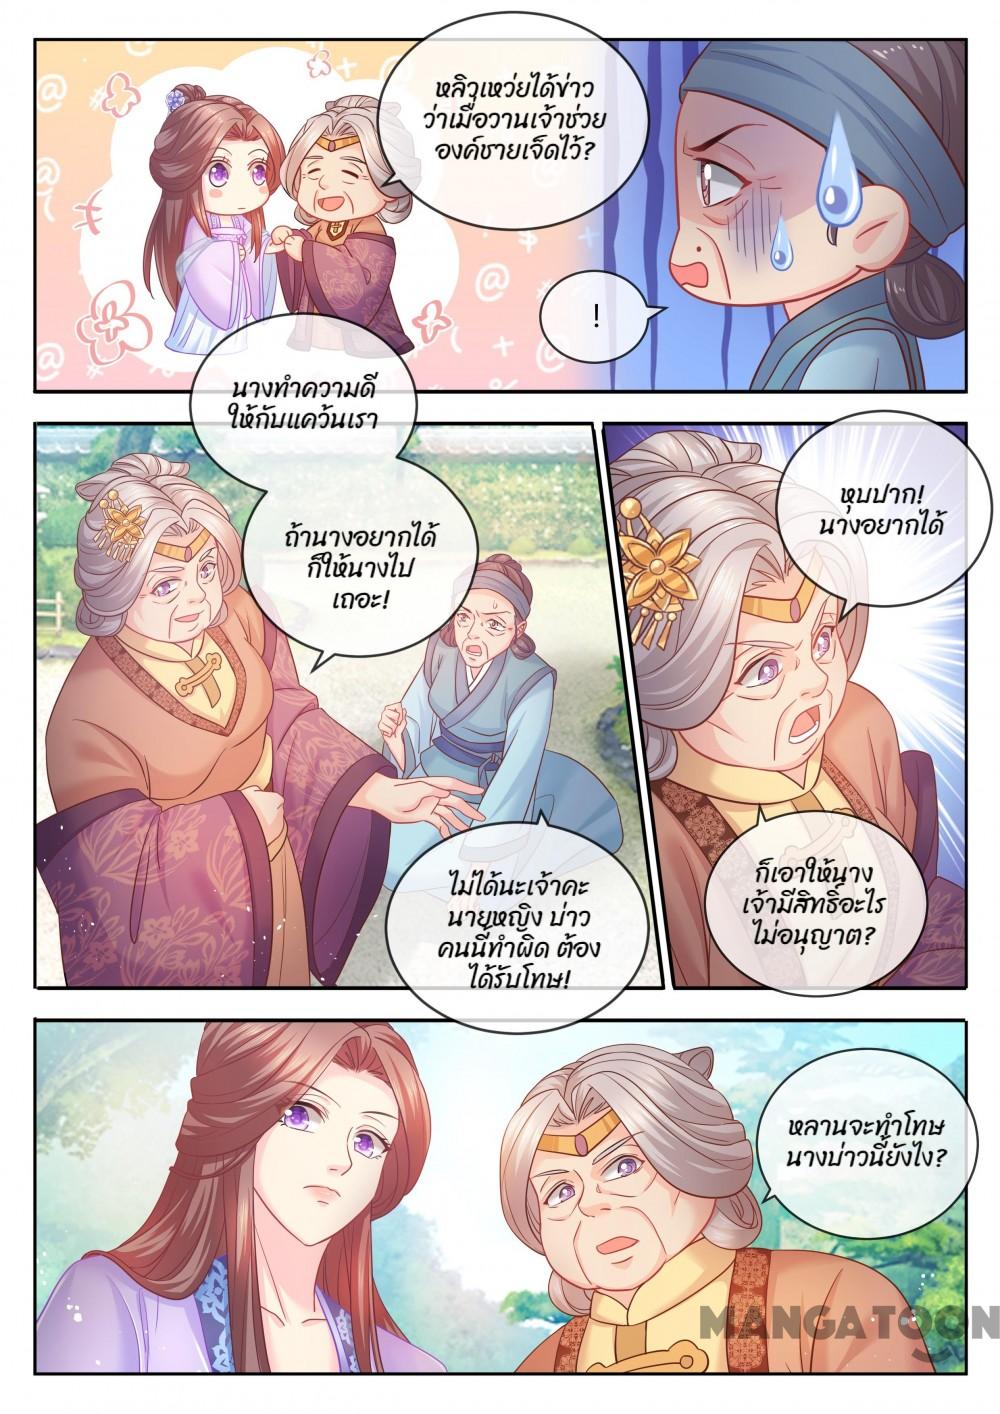 หลิวเหว่ยได้ข่าว
ว่าเมื่อวานเจ้าช่วย
องค์ชายเจ็ดไว้?
!
นางทำความดี
ให้กับแคว้นเรา
ถ้านางอยากได้
ก็ให้นางไป
เถอะ!
ไม่ได้นะเจ้าคะ
นายหญิง บ่าว
คนนี้ทำผิด ต้อง
ได้รับโทษ!
หุบปาก!
นางอยากได้
ก็เอาให้นาง
เจ้ามีสิทธิ์อะไร
ไม่อนุญาต?
หลานจะทำโทษ
นางบ่าวนี้ยังไง?
MANGATOON